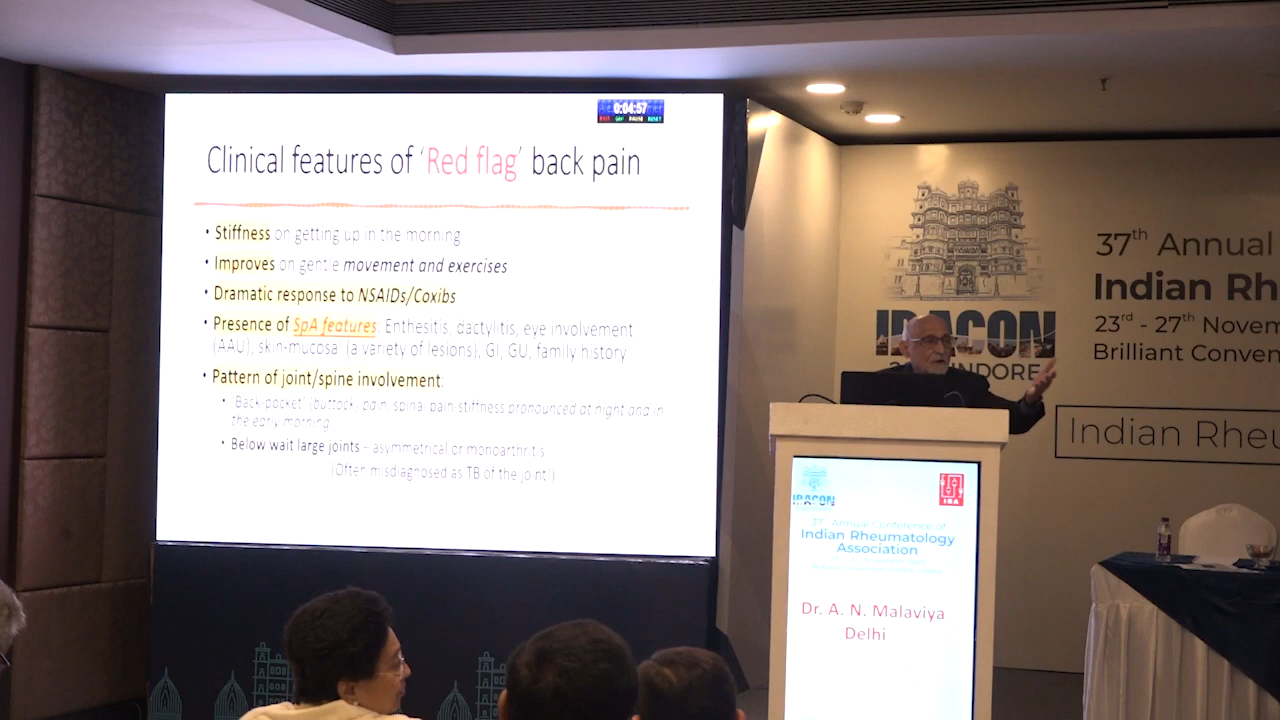 0:04:57
PAUSE RESET
Clinical features of ‘Red flag’ back pain
• Stiffness on getting up in the morning
• Improves on gentle movement and exercises
• Dramatic response to NSAIDs/Coxibs
• Presence of SpA features: Enthesitis, dactylitis, eye involvement
(AAU), skin-mucosal (a variety of lesions), GI, GU, family history
• Pattern of joint/spine involvement:
• ‘Back-pocket’ (buttock, pain, spinal pain-stiffness pronounced at night and in
the early morning
• Below wait large joints – asymmetrical or monoarthritis
(Often misdiagnosed as TB of the joint!)
37th Annual
Indian Rh
23rd - 27th Novem
Brilliant Conven
IRACON
INDORE
Indian Rheu
IRACON
IRA
37th Annual Conference of
Indian Rheumatology
Association
Dr. A. N. Malaviya
Delhi